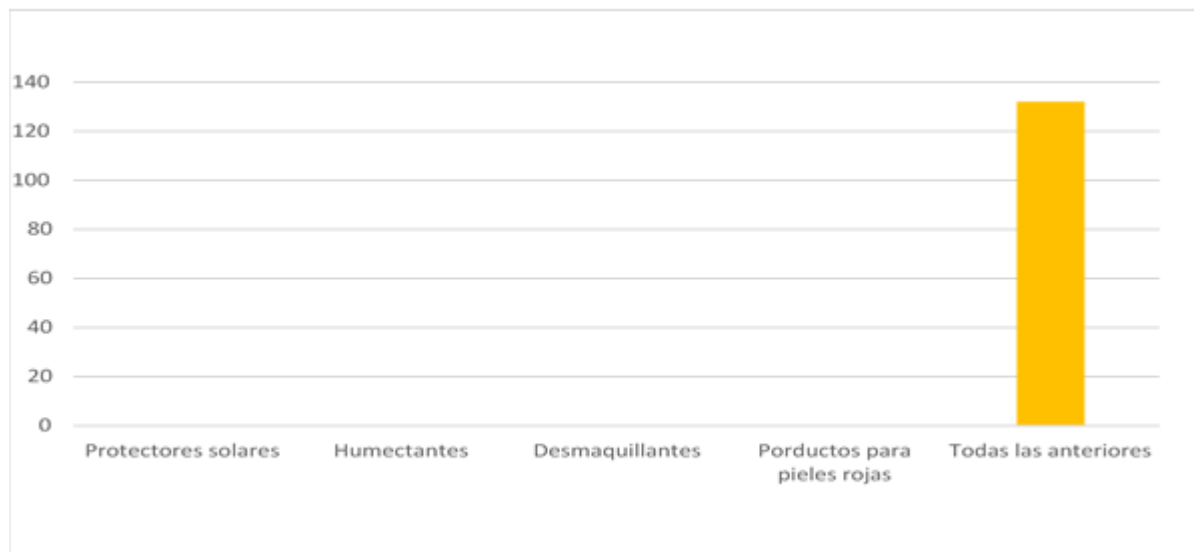 140
120
100
80
60
40
20
0
Protectores solares
Humectantes
Desmaquillantes
Porductos para
pieles rojas
Todas las anteriores